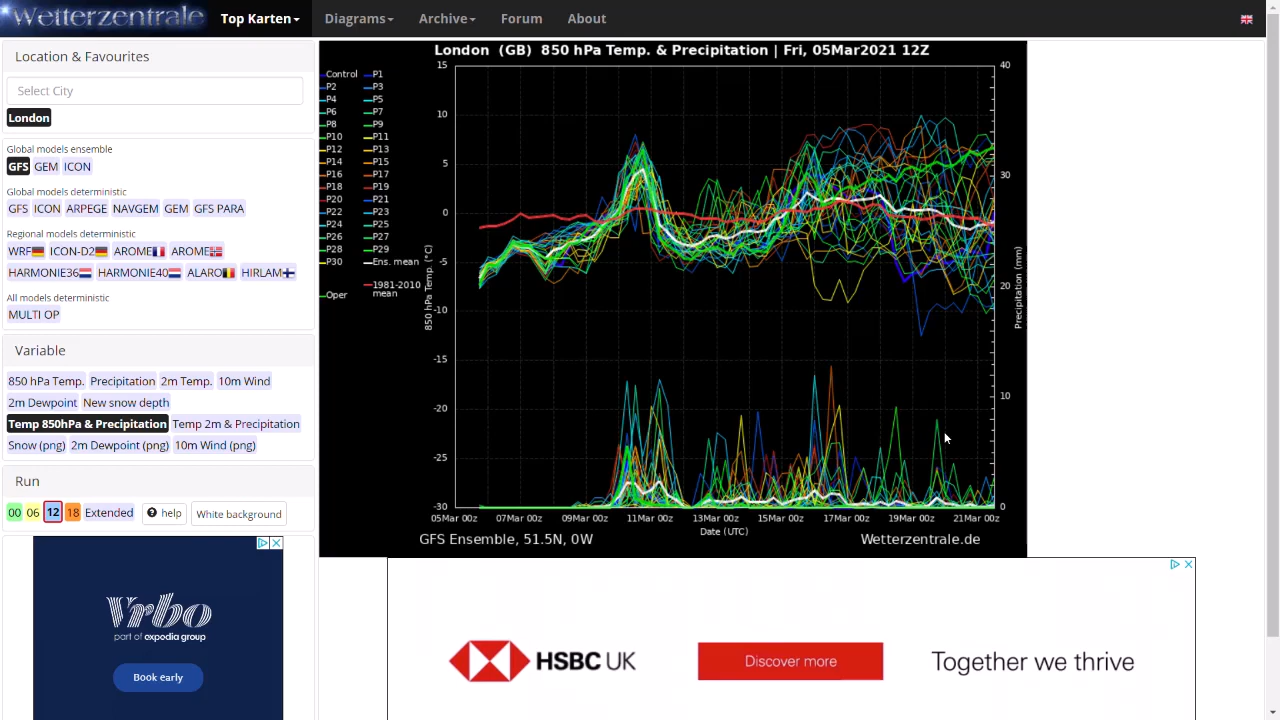 Wetterzentrale Top Karten Diagrams Archive Forum About
Location & Favourites
Select City
London
Global models ensemble
GFS GEM ICON
Global models deterministic
GFS ICON ARPEGE NAVGEM GEM GFS PARA
Regional models deterministic
WRF ICON-D2 AROME AROME
HARMONIE36 HARMONIE40 ALARO HIRLAM
All models deterministic
MULTI OP
Variable
850 hPa Temp. Precipitation 2m Temp. 10m Wind
2m Dewpoint New snow depth
Temp 850hPa & Precipitation Temp 2m & Precipitation
Snow (png) 2m Dewpoint (png) 10m Wind (png)
Run
00 06 12 18 Extended help White background
Vrbo
part of expedia group
Book early
London (GB) 850 hPa Temp. & Precipitation | Fri, 05Mar2021 12Z
Control P1
P2 P3
P4 P5
P6 P7
P8 P9
P10 P11
P12 P13
P14 P15
P16 P17
P18 P19
P20 P21
P22 P23
P24 P25
P26 P27
P28 P29
P30 Ens. mean
Oper 1981-2010
mean
850 hPa Temp. (°C)
15
10
5
0
-5
-10
-15
-20
-25
-30
40
30
20
10
0
Precipitation (mm)
05Mar 00z 07Mar 00z 09Mar 00z 11Mar 00z 13Mar 00z 15Mar 00z 17Mar 00z 19Mar 00z 21Mar 00z
Date (UTC)
GFS Ensemble, 51.5N, 0W Wetterzentrale.de
HSBC UK Discover more Together we thrive